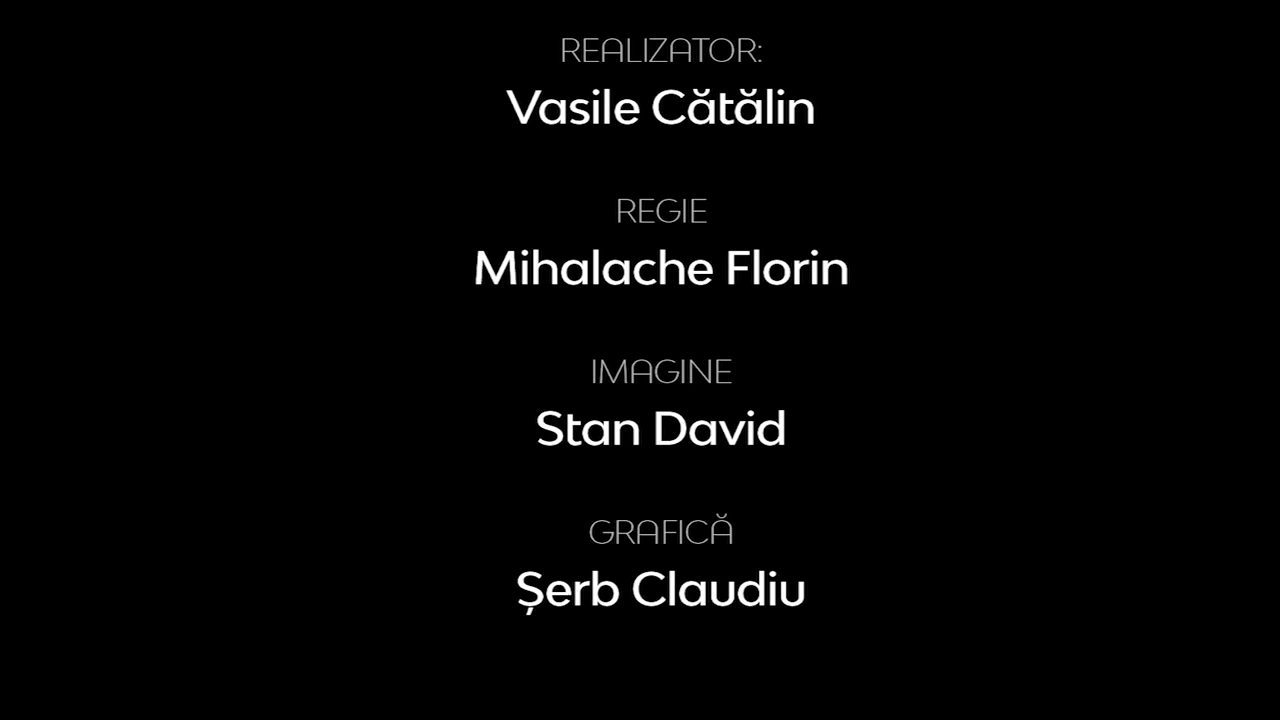 REALIZATOR:
Vasile Cătălin
REGIE
Mihalache Florin
IMAGINE
Stan David
GRAFICĂ
Șerb Claudiu